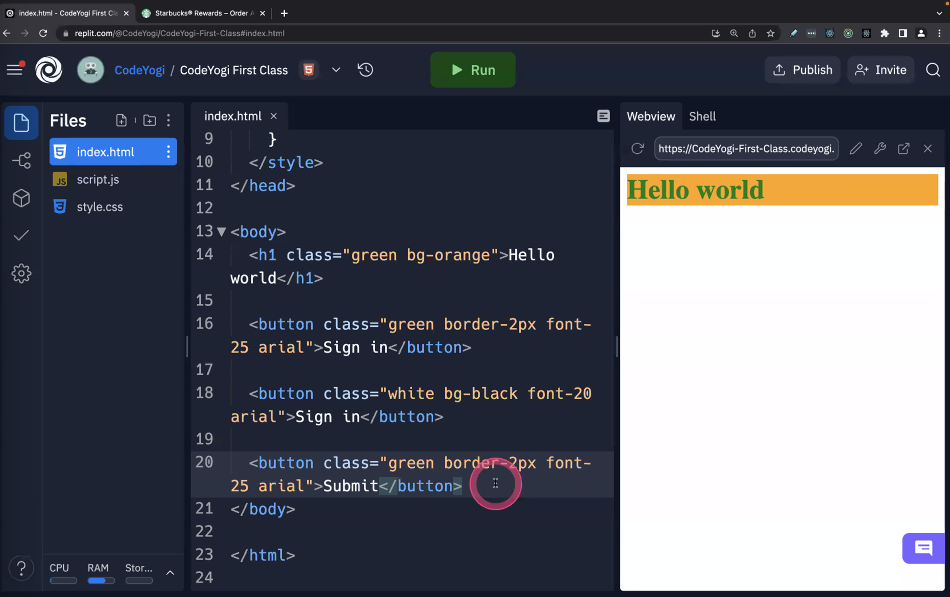 index.html - CodeYogi First Cl
Starbucks® Rewards – Order A
replit.com/@CodeYogi/CodeYogi-First-Class#index.html
CodeYogi / CodeYogi First Class
Run
Publish
Invite
Files
index.html
script.js
style.css
CPU
RAM
Stor...
index.html
9 }
10 </style>
11 </head>
12
13 <body>
14 <h1 class="green bg-orange">Hello
world</h1>
15
16 <button class="green border-2px font-
25 arial">Sign in</button>
17
18 <button class="white bg-black font-20
arial">Sign in</button>
19
20 <button class="green border-2px font-
25 arial">Submit</button>
21 </body>
22
23 </html>
24
Webview
Shell
https://CodeYogi-First-Class.codeyogi.
Hello world